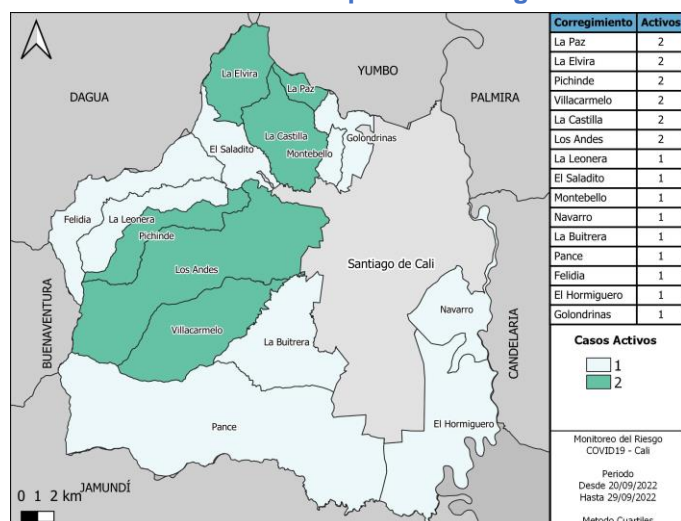 Corregimiento Activos
La Paz 2
La Elvira 2
Pichinde 2
Villacarmelo 2
La Castilla 2
Los Andes 2
La Leonera 1
El Saladito 1
Montebello 1
Navarro 1
La Buitrera 1
Pance 1
Felidia 1
El Hormiguero 1
Golondrinas 1
Casos Activos
1
2
Monitoreo del Riesgo
COVID19 - Cali
Periodo
Desde 20/09/2022
Hasta 29/09/2022
Metodo Cuartiles
YUMBO
DAGUA
PALMIRA
La Elvira
La Paz
La Castilla
Golondrinas
El Saladito
Montebello
Felidia
La Leonera
Pichinde
Los Andes
Santiago de Cali
Villacarmelo
Navarro
La Buitrera
BUENAVENTURA
CANDELARIA
Pance
El Hormiguero
JAMUNDÍ
0 1 2 km